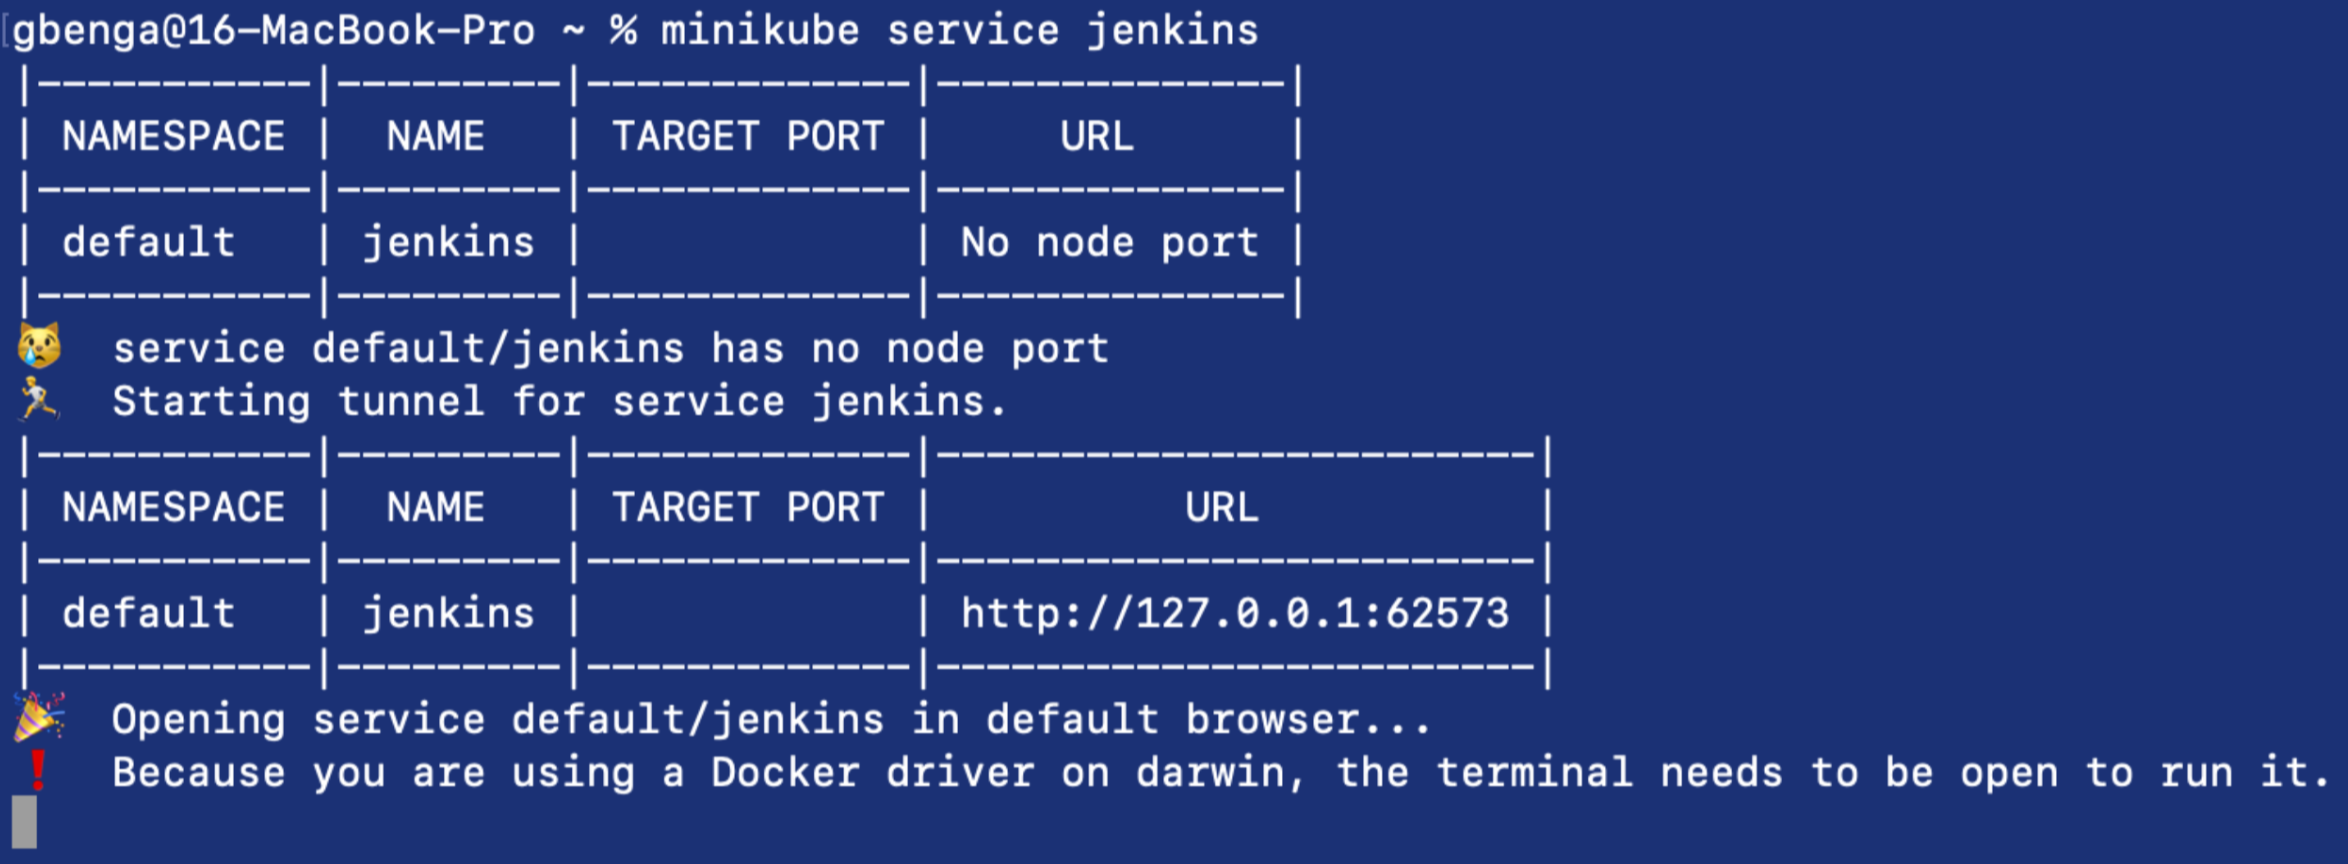 [gbenga@16-MacBook-Pro ~ % minikube service jenkins
|-----------|---------|-------------|--------------|
| NAMESPACE |  NAME   | TARGET PORT |     URL      |
|-----------|---------|-------------|--------------|
| default   | jenkins |             | No node port |
|-----------|---------|-------------|--------------|
😿  service default/jenkins has no node port
🏃  Starting tunnel for service jenkins.
|-----------|---------|-------------|------------------------|
| NAMESPACE |  NAME   | TARGET PORT |          URL           |
|-----------|---------|-------------|------------------------|
| default   | jenkins |             | http://127.0.0.1:62573 |
|-----------|---------|-------------|------------------------|
🎉  Opening service default/jenkins in default browser...
❗  Because you are using a Docker driver on darwin, the terminal needs to be open to run it.